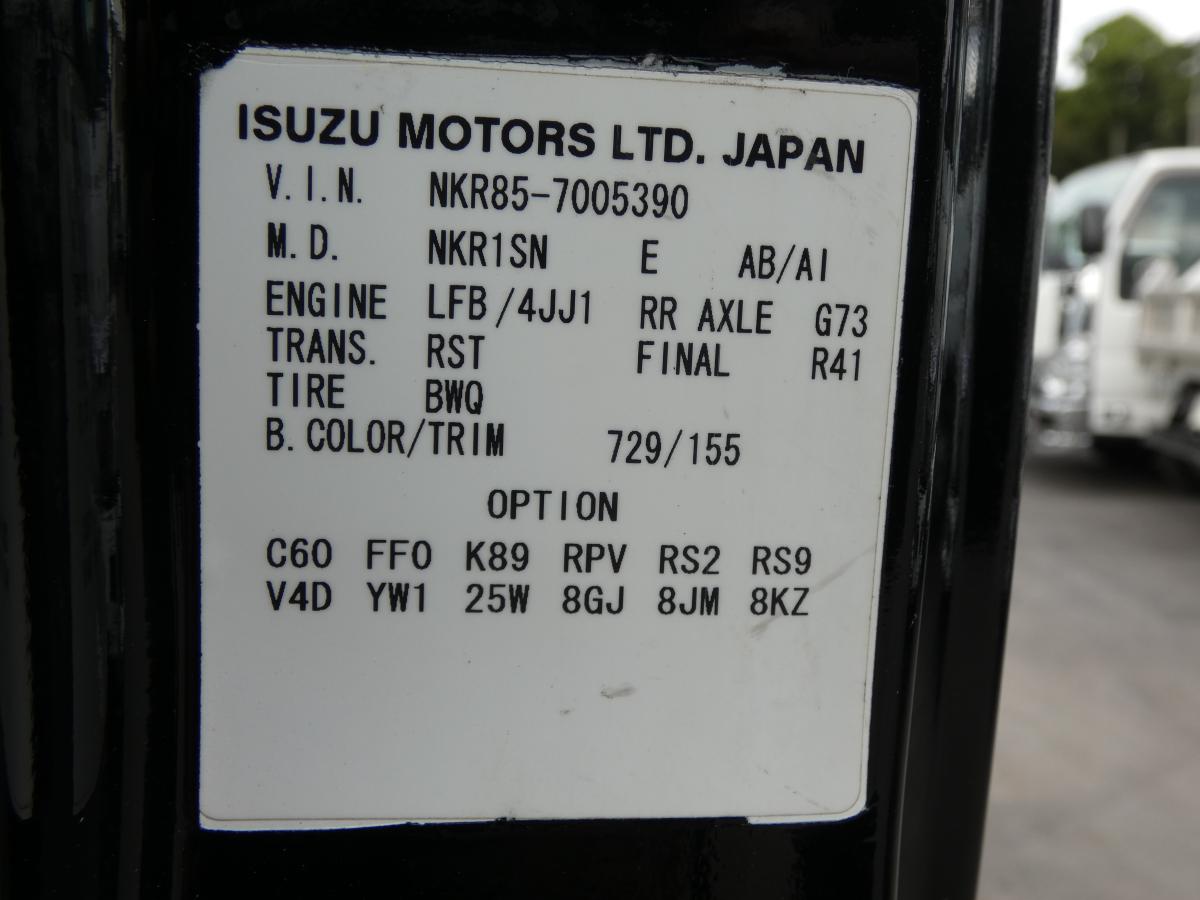 ISUZU MOTORS LTD. JAPAN
V.I.N. NKR85-7005390
M.D. NKR1SN E AB/AI
ENGINE LFB/4JJ1 RR AXLE G73
TRANS. RST FINAL R41
TIRE BWQ
B.COLOR/TRIM 729/155
OPTION
C60 FF0 K89 RPV RS2 RS9
V4D YW1 25W 8GJ 8JM 8KZ